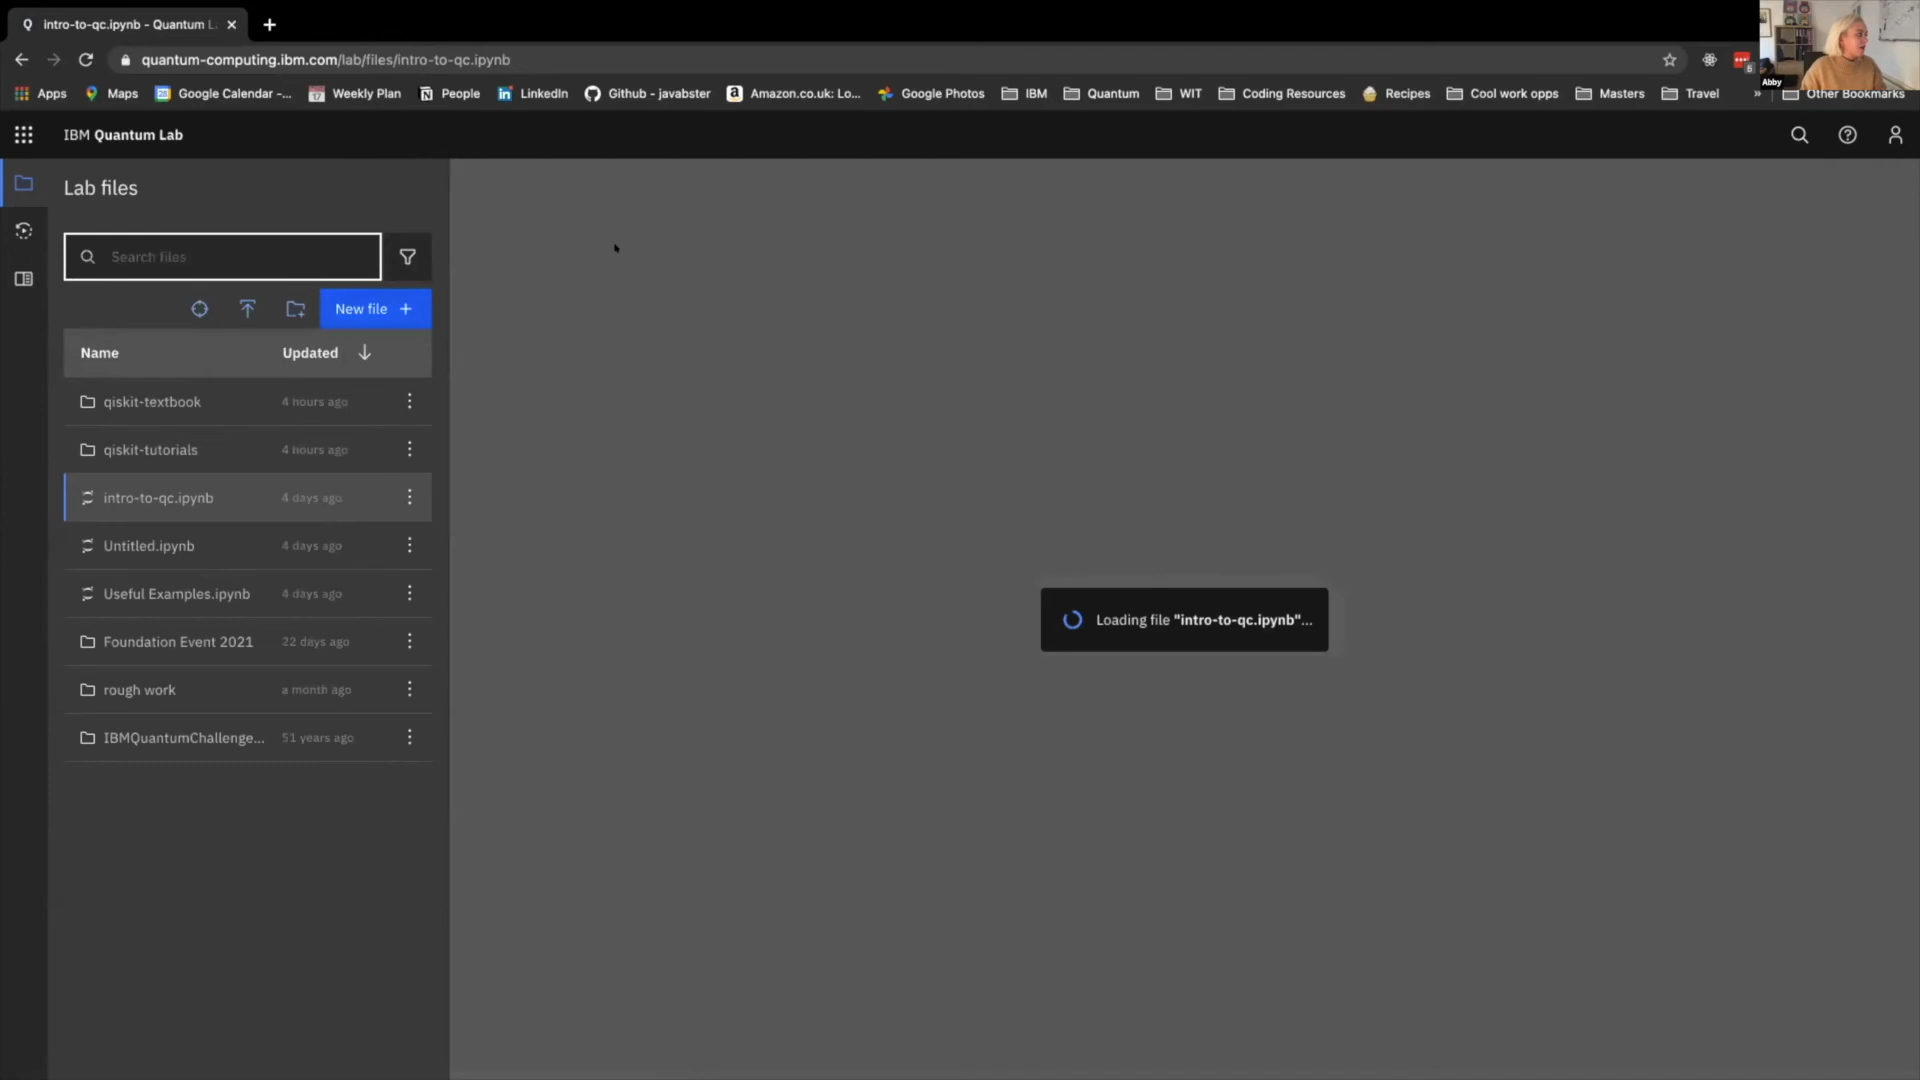 intro-to-qc.ipynb - Quantum L
quantum-computing.ibm.com/lab/files/intro-to-qc.ipynb
Apps Maps Google Calendar -... Weekly Plan People LinkedIn Github - javabster Amazon.co.uk: Lo... Google Photos IBM Quantum WIT Coding Resources Recipes Cool work opps Masters Travel » Other Bookmarks
Abby
IBM Quantum Lab
Lab files
Search files
New file +
Name Updated
qiskit-textbook 4 hours ago
qiskit-tutorials 4 hours ago
intro-to-qc.ipynb 4 days ago
Untitled.ipynb 4 days ago
Useful Examples.ipynb 4 days ago
Foundation Event 2021 22 days ago
rough work a month ago
IBMQuantumChallenge... 51 years ago
Loading file "intro-to-qc.ipynb"...